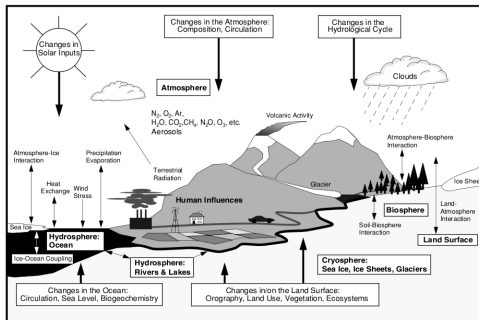 Changes in the Atmosphere:
Composition, Circulation
Changes in the
Hydrological Cycle
Changes in
Solar Inputs
Atmosphere
Clouds
N2, O2, Ar,
H2O, CO2, CH4, N2O, O3, etc.
Aerosols
Volcanic Activity
Atmosphere-Ice
Interaction
Precipitation
Evaporation
Terrestrial
Radiation
Atmosphere-Biosphere
Interaction
Heat
Exchange
Wind
Stress
Human Influences
Glacier
Ice Sheet
Biosphere
Land-
Atmosphere
Interaction
Soil-Biosphere
Interaction
Sea Ice
Hydrosphere:
Ocean
Land Surface
Ice-Ocean Coupling
Hydrosphere:
Rivers & Lakes
Cryosphere:
Sea Ice, Ice Sheets, Glaciers
Changes in the Ocean:
Circulation, Sea Level, Biogeochemistry
Changes in/on the Land Surface:
Orography, Land Use, Vegetation, Ecosystems